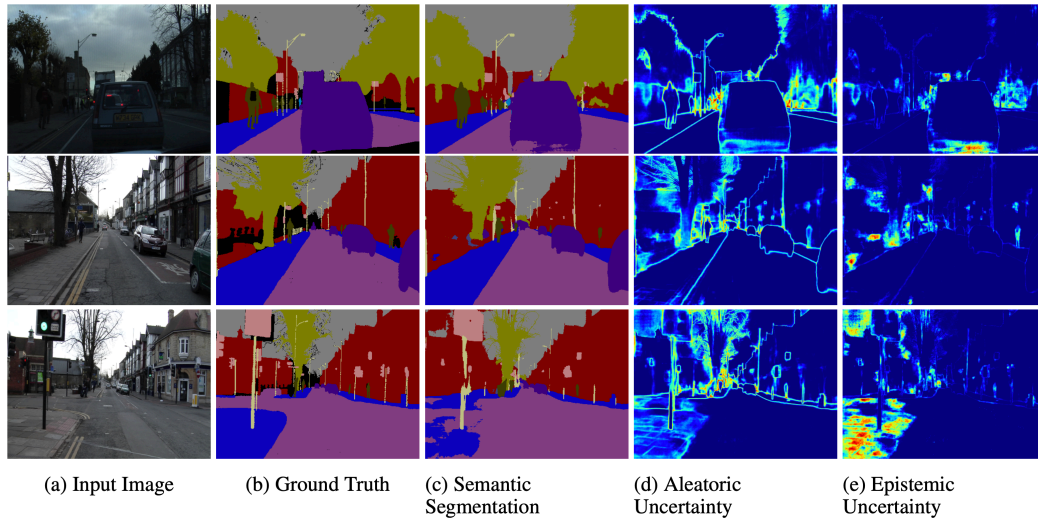 (a) Input Image
(b) Ground Truth
(c) Semantic
Segmentation
(d) Aleatoric
Uncertainty
(e) Epistemic
Uncertainty